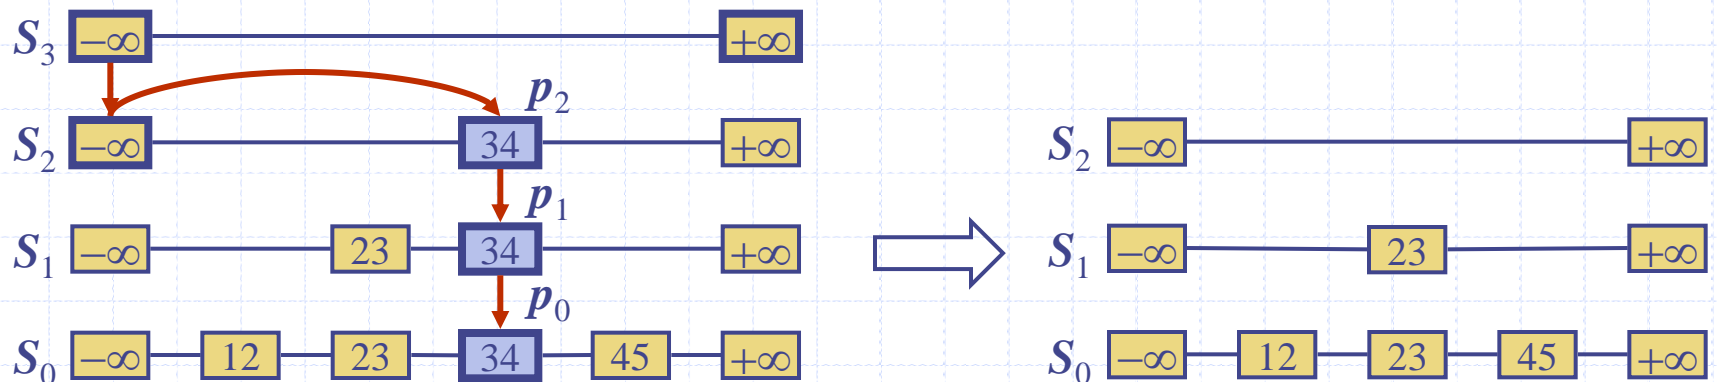 S3 −∞ +∞
p2
S2 −∞ 34 +∞ S2 −∞ +∞
p1
S1 −∞ 23 34 +∞ S1 −∞ 23 +∞
p0
S0 −∞ 12 23 34 45 +∞ S0 −∞ 12 23 45 +∞